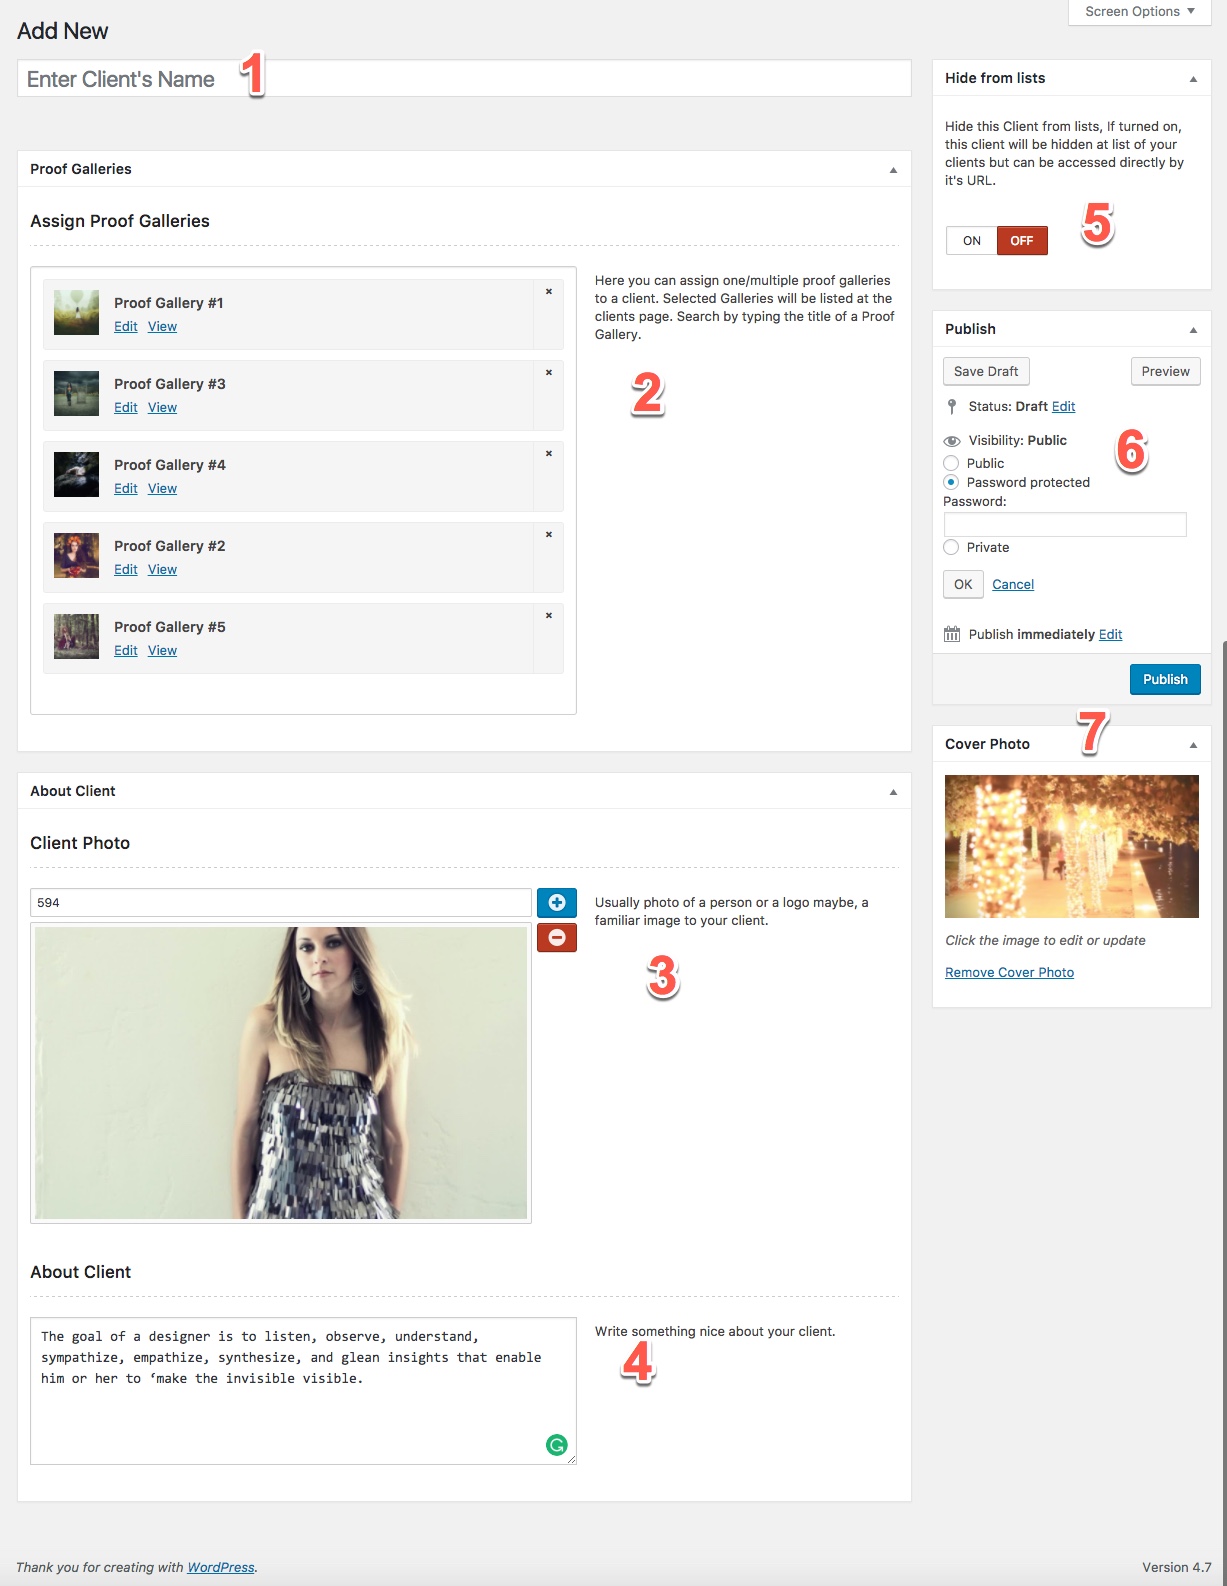 Screen Options ▼
Add New
Enter Client's Name
1
Proof Galleries
Assign Proof Galleries
Proof Gallery #1
Edit View
Proof Gallery #3
Edit View
Proof Gallery #4
Edit View
Proof Gallery #2
Edit View
Proof Gallery #5
Edit View
Here you can assign one/multiple proof galleries
to a client. Selected Galleries will be listed at the
clients page. Search by typing the title of a Proof
Gallery.
2
About Client
Client Photo
594
Usually photo of a person or a logo maybe, a
familiar image to your client.
3
About Client
The goal of a designer is to listen, observe, understand,
sympathize, empathize, synthesize, and glean insights that enable
him or her to ‘make the invisible visible.
Write something nice about your client.
4
Hide from lists
Hide this Client from lists, If turned on,
this client will be hidden at list of your
clients but can be accessed directly by
it's URL.
5
ON OFF
Publish
Save Draft Preview
Status: Draft Edit
Visibility: Public
6
Public
Password protected
Password:
Private
OK Cancel
Publish immediately Edit
Publish
7
Cover Photo
Click the image to edit or update
Remove Cover Photo
Thank you for creating with WordPress.
Version 4.7